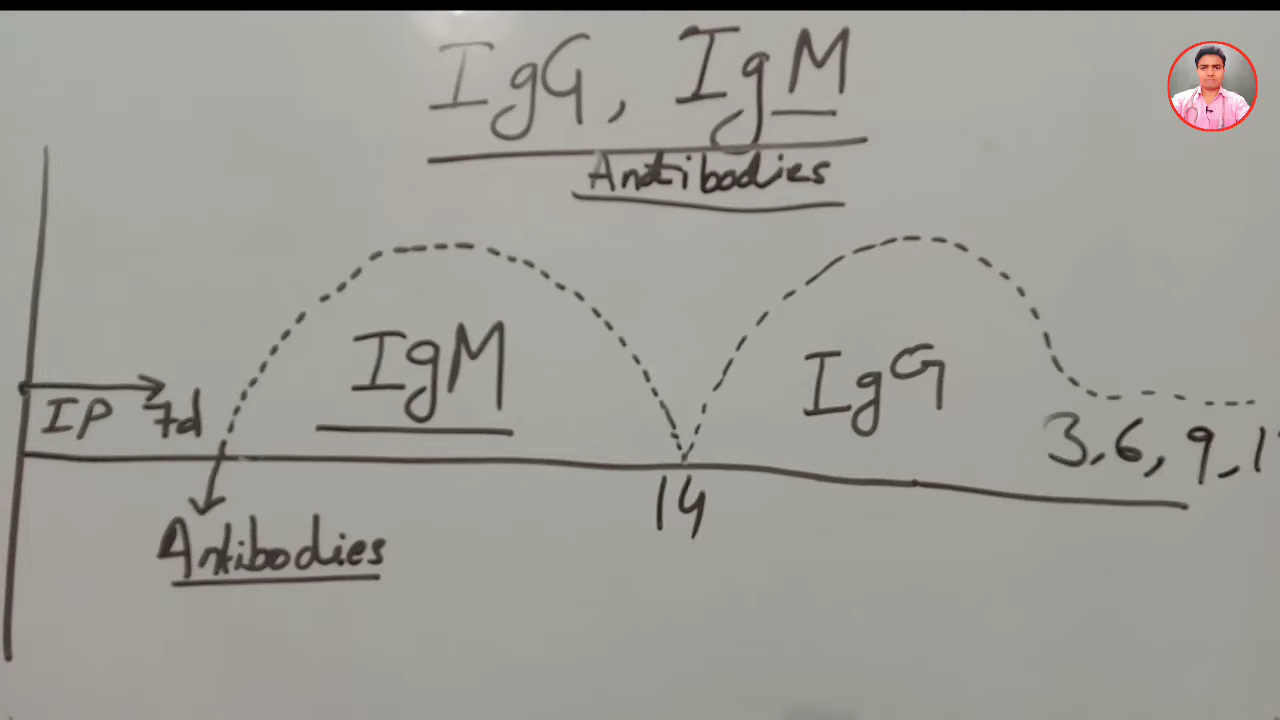 IgG, IgM
Antibodies
IgM
IgG
IP 7d
3, 6, 9, 1
14
Antibodies